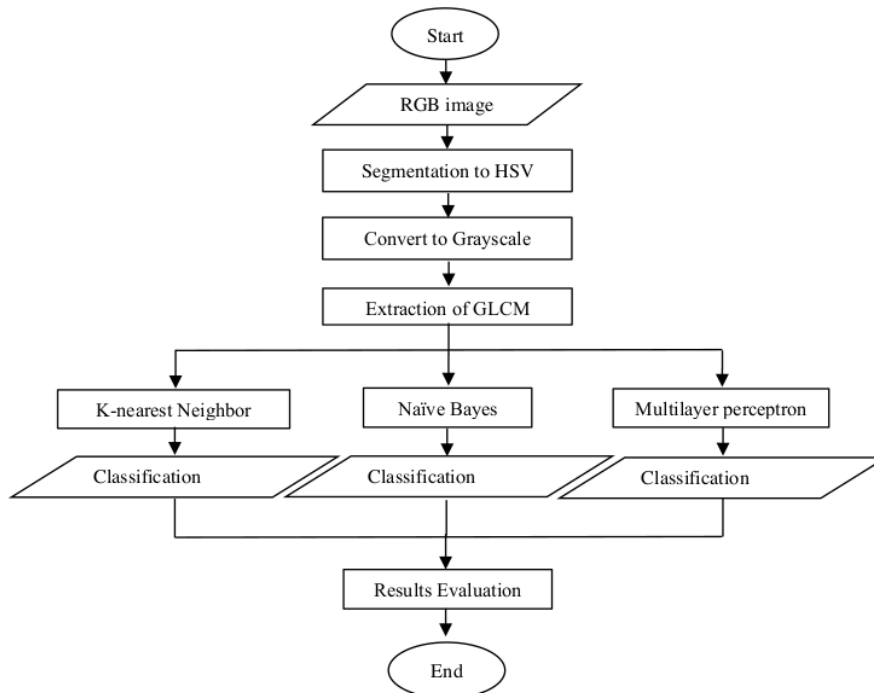 Start
RGB image
Segmentation to HSV
Convert to Grayscale
Extraction of GLCM
K-nearest Neighbor
Naïve Bayes
Multilayer perceptron
Classification
Classification
Classification
Results Evaluation
End